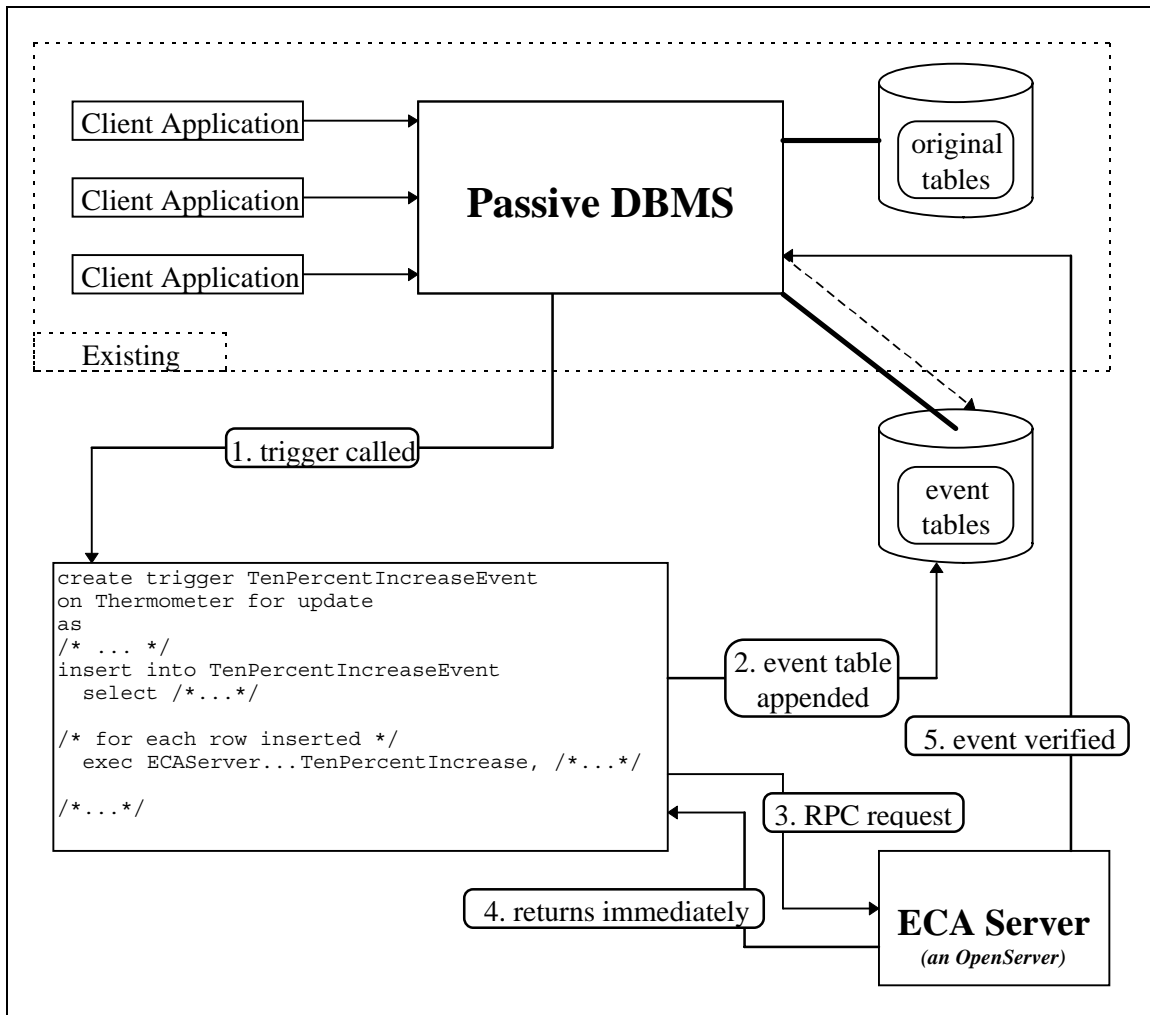 Client Application
Client Application
Client Application
Passive DBMS
original
tables
Existing
1. trigger called
event
tables
create trigger TenPercentIncreaseEvent
on Thermometer for update
as
/* ... */
insert into TenPercentIncreaseEvent
  select /*...*/
/* for each row inserted */
  exec ECAServer...TenPercentIncrease, /*...*/
/*...*/
2. event table
appended
5. event verified
3. RPC request
4. returns immediately
ECA Server
(an OpenServer)